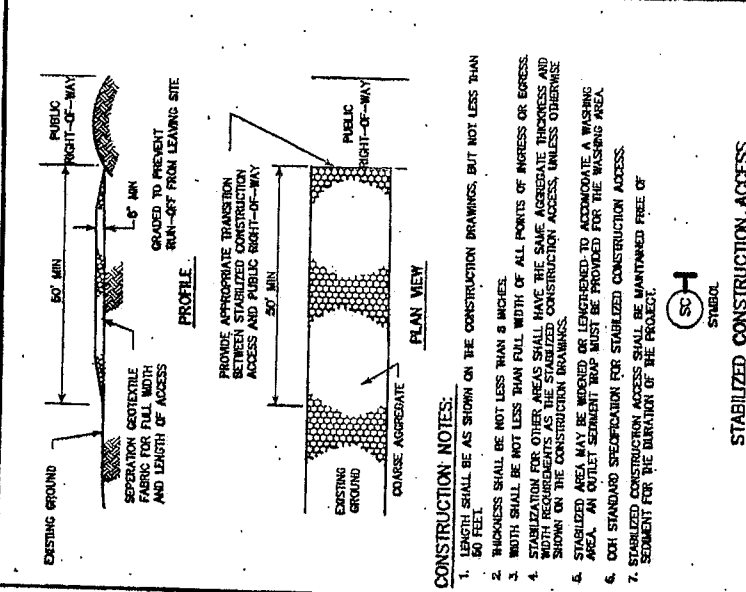 EXISTING GROUND
50' MIN
PUBLIC
RIGHT-OF-WAY
6" MIN
SEPERATION GEOTEXTILE
FABRIC FOR FULL WIDTH
AND LENGTH OF ACCESS
GRADED TO PREVENT
RUN-OFF FROM LEAVING SITE
PROFILE
PROVIDE APPROPRIATE TRANSITION
BETWEEN STABILIZED CONSTRUCTION
ACCESS AND PUBLIC RIGHT-OF-WAY
50' MIN
EXISTING
GROUND
PUBLIC
RIGHT-OF-WAY
COARSE AGGREGATE
PLAN VIEW
CONSTRUCTION NOTES:
1. LENGTH SHALL BE AS SHOWN ON THE CONSTRUCTION DRAWINGS, BUT NOT LESS THAN
50 FEET.
2. THICKNESS SHALL BE NOT LESS THAN 8 INCHES.
3. WIDTH SHALL BE NOT LESS THAN FULL WIDTH OF ALL POINTS OF INGRESS OR EGRESS.
4. STABILIZATION FOR OTHER AREAS SHALL HAVE THE SAME AGGREGATE THICKNESS AND
WIDTH REQUIREMENTS AS THE STABILIZED CONSTRUCTION ACCESS, UNLESS OTHERWISE
SHOWN ON THE CONSTRUCTION DRAWINGS.
5. STABILIZED AREA MAY BE WIDENED OR LENGTHENED TO ACCOMODATE A WASHING
AREA. AN OUTLET SEDIMENT TRAP MUST BE PROVIDED FOR THE WASHING AREA.
6. COH STANDARD SPECIFICATION FOR STABILIZED CONSTRUCTION ACCESS.
7. STABILIZED CONSTRUCTION ACCESS SHALL BE MAINTAINED FREE OF
SEDIMENT FOR THE DURATION OF THE PROJECT.
SC
SYMBOL
STABILIZED CONSTRUCTION ACCESS